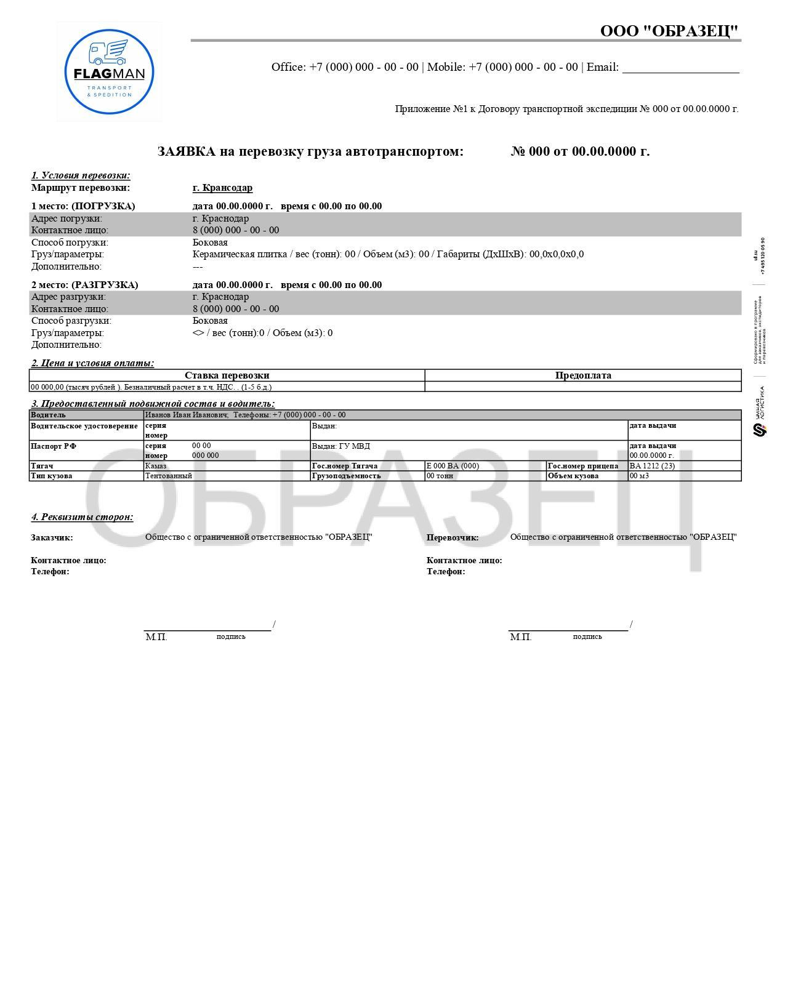 ООО "ОБРАЗЕЦ"
FLAGMAN
TRANSPORT
& SPEDITION
Office: +7 (000) 000 - 00 - 00 | Mobile: +7 (000) 000 - 00 - 00 | Email: ____________________
Приложение №1 к Договору транспортной экспедиции № 000 от 00.00.0000 г.
ЗАЯВКА на перевозку груза автотранспортом: № 000 от 00.00.0000 г.
1. Условия перевозки:
Маршрут перевозки: г. Крансодар
1 место: (ПОГРУЗКА) дата 00.00.0000 г. время с 00.00 по 00.00
Адрес погрузки: г. Краснодар
Контактное лицо: 8 (000) 000 - 00 - 00
Способ погрузки: Боковая
Груз/параметры: Керамическая плитка / вес (тонн): 00 / Объем (м3): 00 / Габариты (ДхШхВ): 00,0х0,0х0,0
Дополнительно: ---
2 место: (РАЗГРУЗКА) дата 00.00.0000 г. время с 00.00 по 00.00
Адрес разгрузки: г. Краснодар
Контактное лицо: 8 (000) 000 - 00 - 00
Способ разгрузки: Боковая
Груз/параметры: <> / вес (тонн):0 / Объем (м3): 0
Дополнительно:
2. Цена и условия оплаты:
Ставка перевозки Предоплата
00 000,00 (тысяч рублей ). Безналичный расчет в т.ч. НДС. . (1-5 б.д.)
3. Предоставленный подвижной состав и водитель:
Водитель Иванов Иван Иванович; Телефоны: +7 (000) 000 - 00 - 00
Водительское удостоверение серия Выдан: дата выдачи
номер
Паспорт РФ серия 00 00 Выдан: ГУ МВД дата выдачи
номер 000 000 00.00.0000 г.
Тягач Камаз Гос.номер Тягача Е 000 ВА (000) Гос.номер прицепа ВА 1212 (23)
Тип кузова Тентованный Грузоподъемность 00 тонн Объем кузова 00 м3
ОБРАЗЕЦ
4. Реквизиты сторон:
Заказчик: Общество с ограниченной ответственностью "ОБРАЗЕЦ" Перевозчик: Общество с ограниченной ответственностью "ОБРАЗЕЦ"
Контактное лицо: Контактное лицо:
Телефон: Телефон:
/ /
М.П. подпись М.П. подпись
УМНАЯ
ЛОГИСТИКА
Сформировано в программе
для заказчиков, экспедиторов
и перевозчиков
ul.su
+7 495 120 05 90